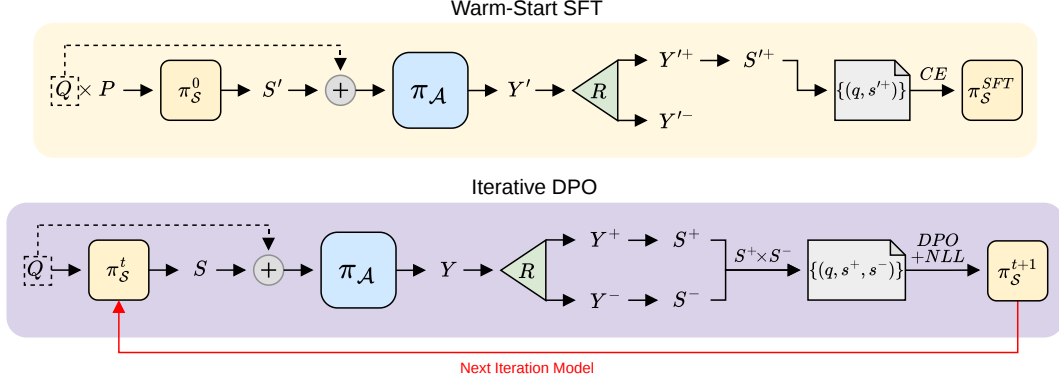 Warm-Start SFT
Q × P π_S^0 S′ + π_A Y′ R Y′+ S′+ {(q, s′+)} CE π_S^SFT
Y′−
Iterative DPO
Q π_S^t S + π_A Y R Y+ S+ S+×S− {(q, s+, s−)} DPO +NLL π_S^t+1
Y− S−
Next Iteration Model